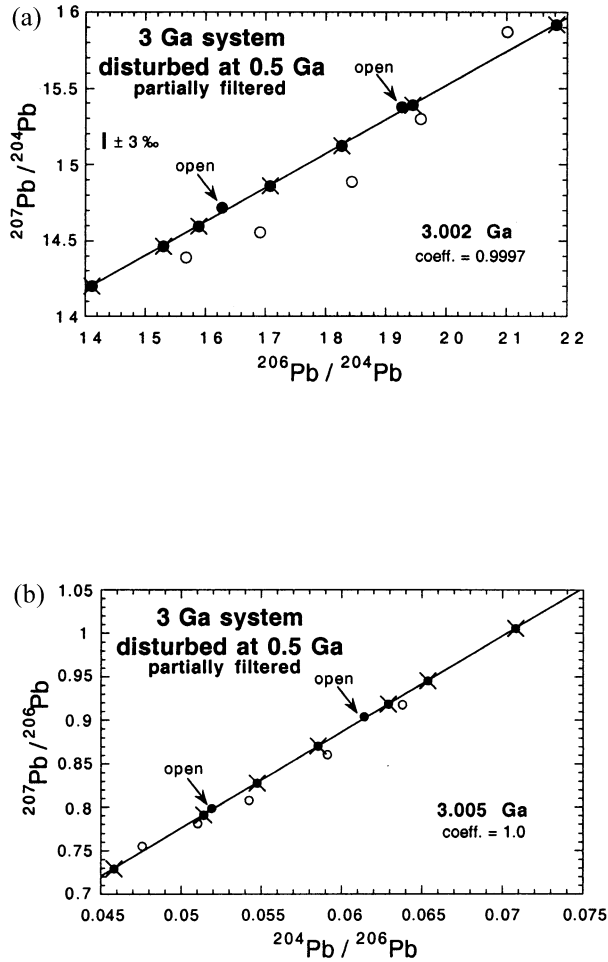 (a)
16
15.5
15
14.5
14
3 Ga system
disturbed at 0.5 Ga
partially filtered
open
± 3 ‰
open
3.002 Ga
coeff. = 0.9997
207Pb / 204Pb
14 15 16 17 18 19 20 21 22
206Pb / 204Pb
(b)
1.05
1
0.95
0.9
0.85
0.8
0.75
0.7
3 Ga system
disturbed at 0.5 Ga
partially filtered
open
open
3.005 Ga
coeff. = 1.0
207Pb / 206Pb
0.045 0.05 0.055 0.06 0.065 0.07 0.075
204Pb / 206Pb